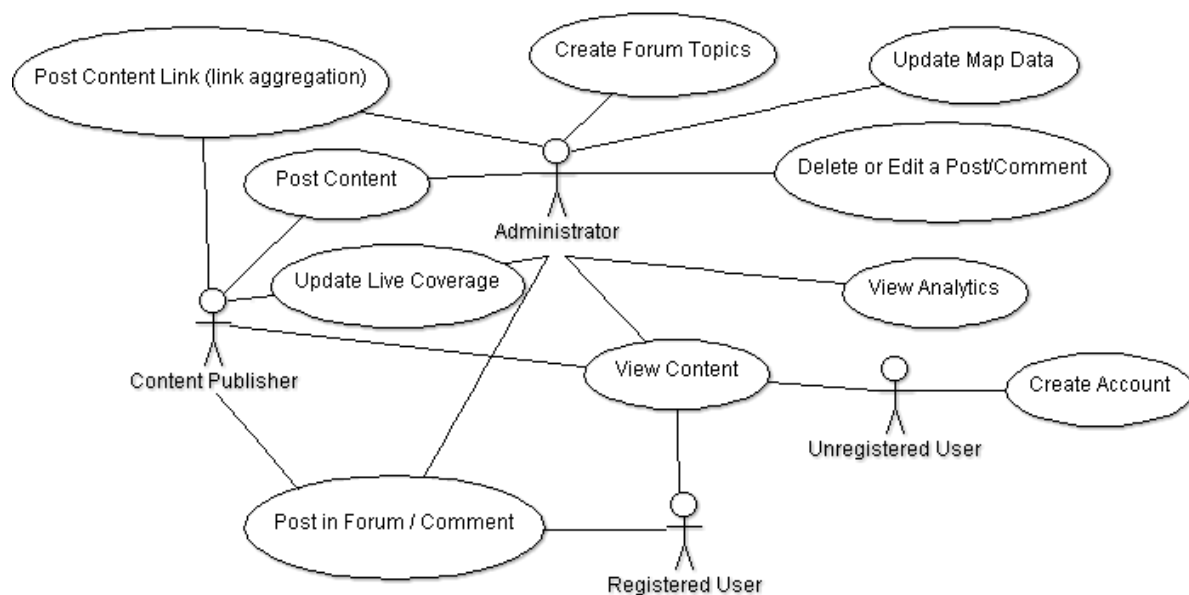 Create Forum Topics
Update Map Data
Post Content Link (link aggregation)
Post Content
Delete or Edit a Post/Comment
Administrator
Update Live Coverage
View Analytics
Content Publisher
View Content
Create Account
Unregistered User
Post in Forum / Comment
Registered User